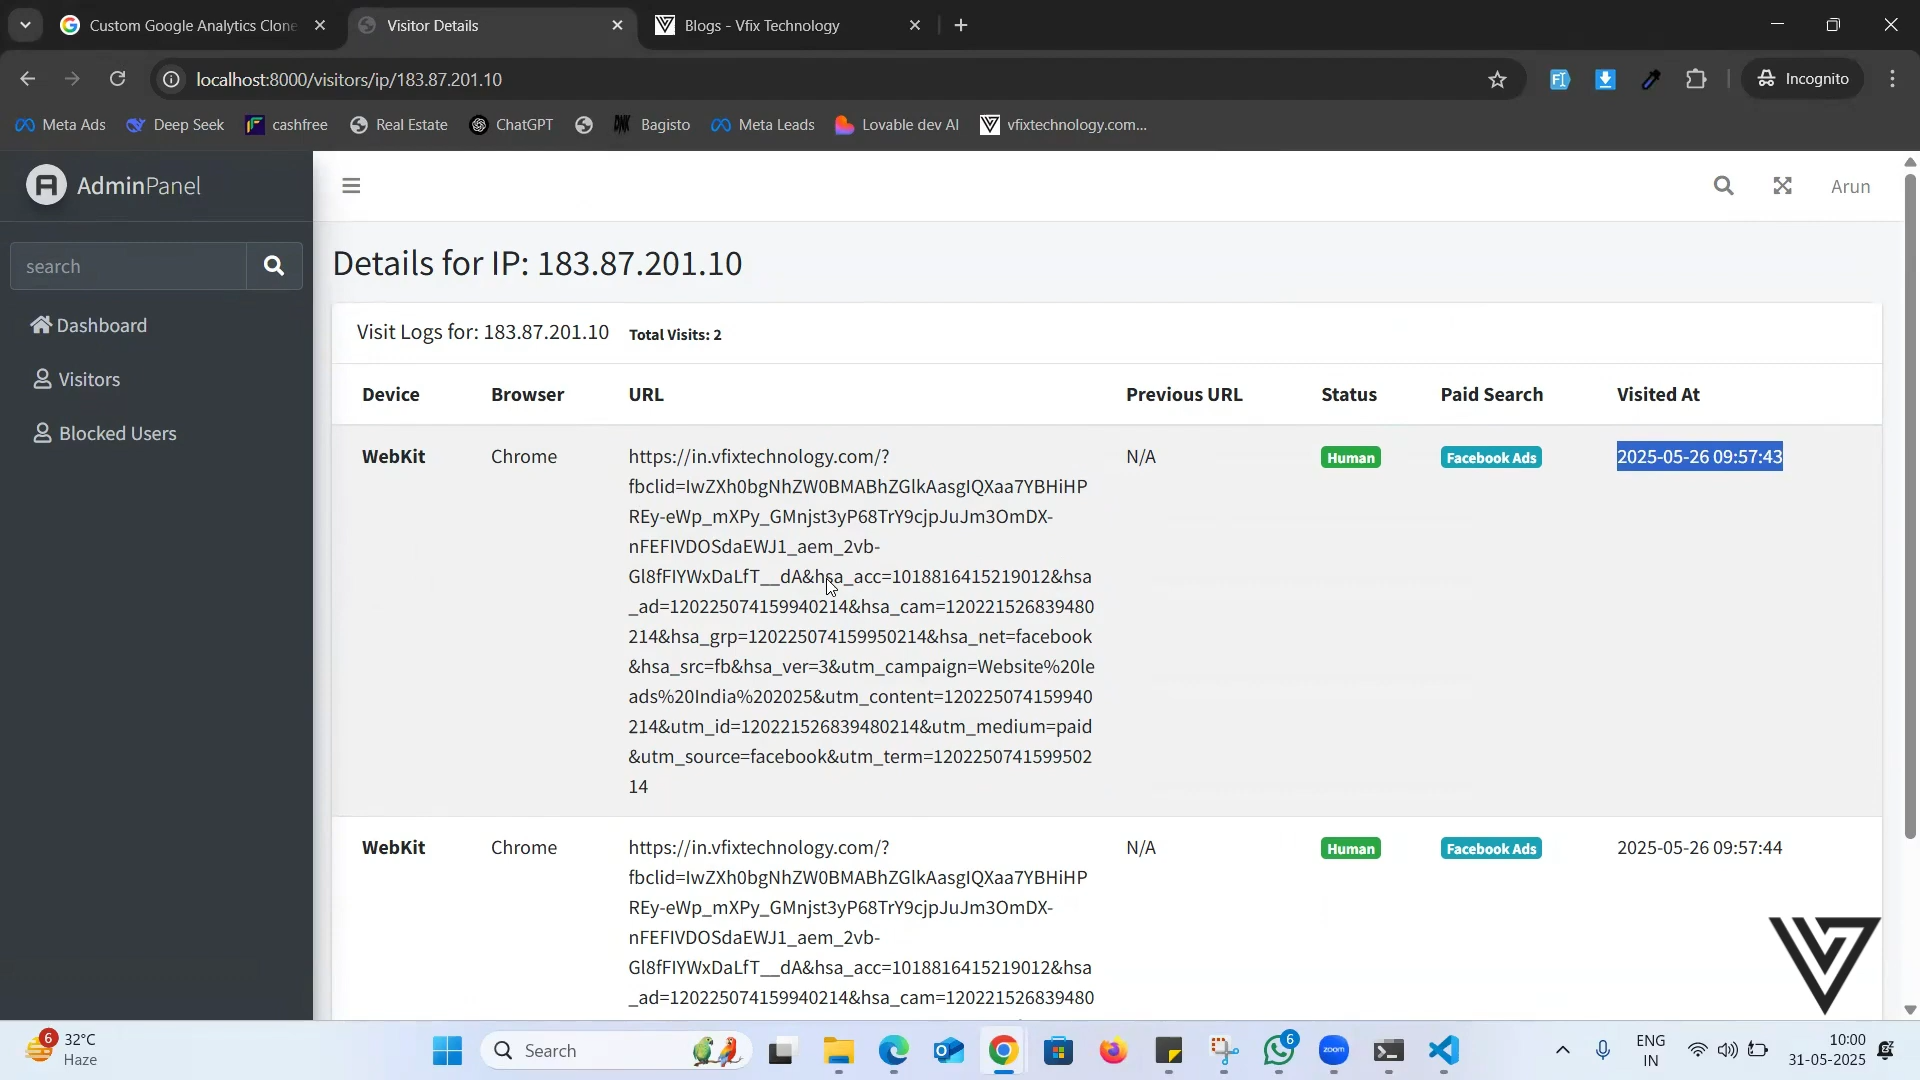 Custom Google Analytics Clone
Visitor Details
Blogs - Vfix Technology
localhost:8000/visitors/ip/183.87.201.10
Incognito
Meta Ads
Deep Seek
cashfree
Real Estate
ChatGPT
Bagisto
Meta Leads
Lovable dev AI
vfixtechnology.com...
AdminPanel
Arun
search
Dashboard
Visitors
Blocked Users
Details for IP: 183.87.201.10
Visit Logs for: 183.87.201.10 Total Visits: 2
Device Browser URL Previous URL Status Paid Search Visited At
WebKit Chrome https://in.vfixtechnology.com/? N/A Human Facebook Ads 2025-05-26 09:57:43
fbclid=IwZXh0bgNhZW0BMABhZGlkAasgIQXaa7YBHiHP
REy-eWp_mXPy_GMnjst3yP68TrY9cjpJuJm3OmDX-
nFEFIVDOSdaEWJ1_aem_2vb-
Gl8fFIYWxDaLfT__dA&hsa_acc=1018816415219012&hsa
_ad=120225074159940214&hsa_cam=120221526839480
214&hsa_grp=120225074159950214&hsa_net=facebook
&hsa_src=fb&hsa_ver=3&utm_campaign=Website%20le
ads%20India%202025&utm_content=120225074159940
214&utm_id=120221526839480214&utm_medium=paid
&utm_source=facebook&utm_term=1202250741599502
14
WebKit Chrome https://in.vfixtechnology.com/? N/A Human Facebook Ads 2025-05-26 09:57:44
fbclid=IwZXh0bgNhZW0BMABhZGlkAasgIQXaa7YBHiHP
REy-eWp_mXPy_GMnjst3yP68TrY9cjpJuJm3OmDX-
nFEFIVDOSdaEWJ1_aem_2vb-
Gl8fFIYWxDaLfT__dA&hsa_acc=1018816415219012&hsa
_ad=120225074159940214&hsa_cam=120221526839480
6
32°C
Haze
Search
6
zoom
ENG
IN
10:00
31-05-2025